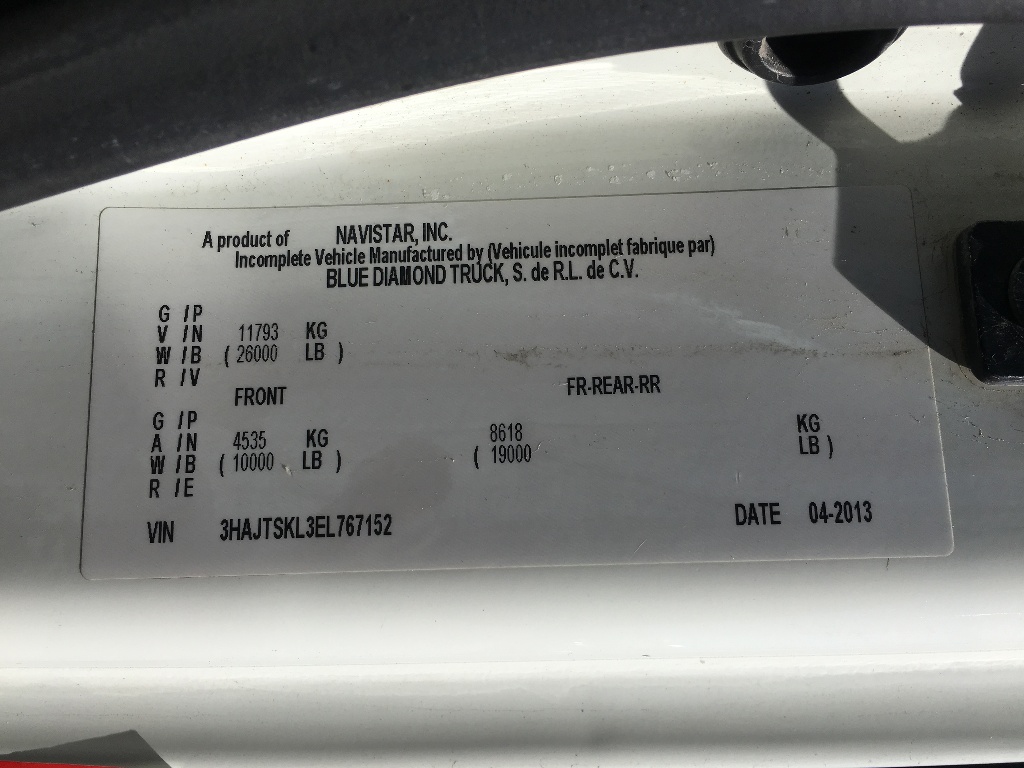 A product of NAVISTAR, INC.
Incomplete Vehicle Manufactured by (Vehicule incomplet fabrique par)
BLUE DIAMOND TRUCK, S. de R.L. de C.V.
G / P
V / N 11793 KG
W / B ( 26000 LB )
R / V
FRONT FR-REAR-RR
G / P
A / N 4535 KG 8618 KG
W / B ( 10000 LB ) ( 19000 LB )
R / E
VIN 3HAJTSKL3EL767152 DATE 04-2013